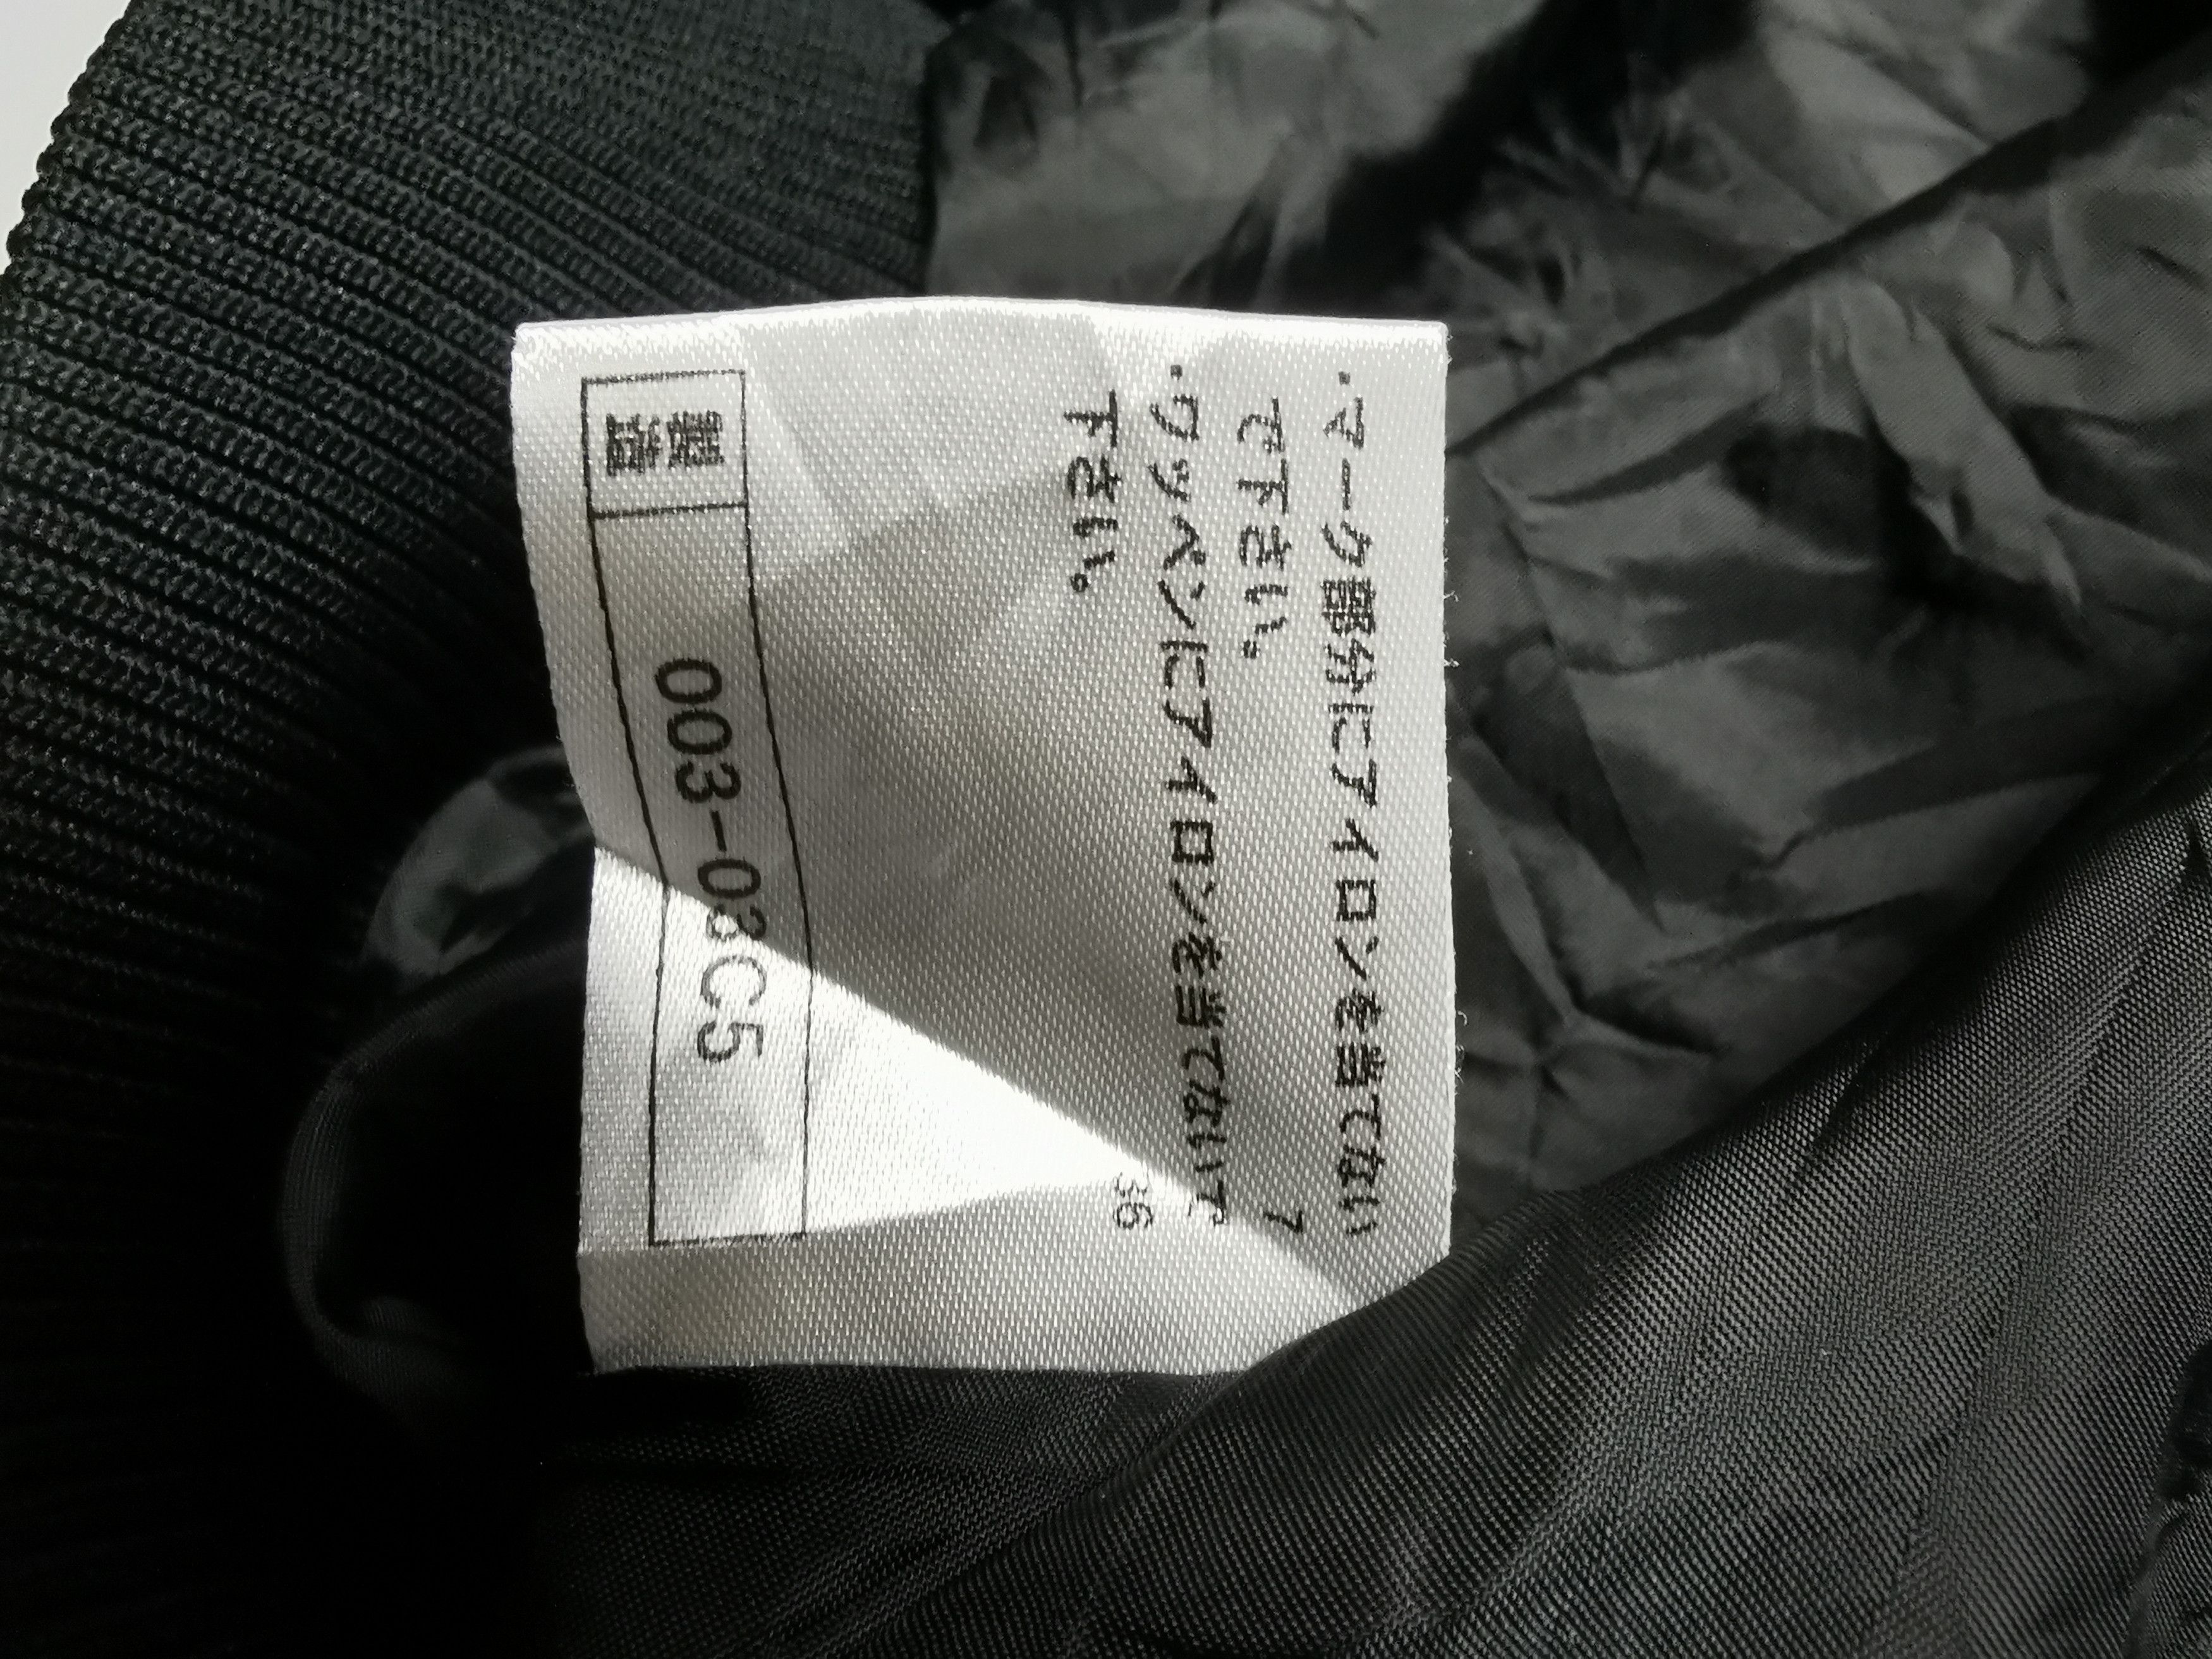 ・マーク部分にアイロンを当てない
で下さい。
7
・ワッペンにアイロンを当てないで
下さい。
36
製造 003-03C5